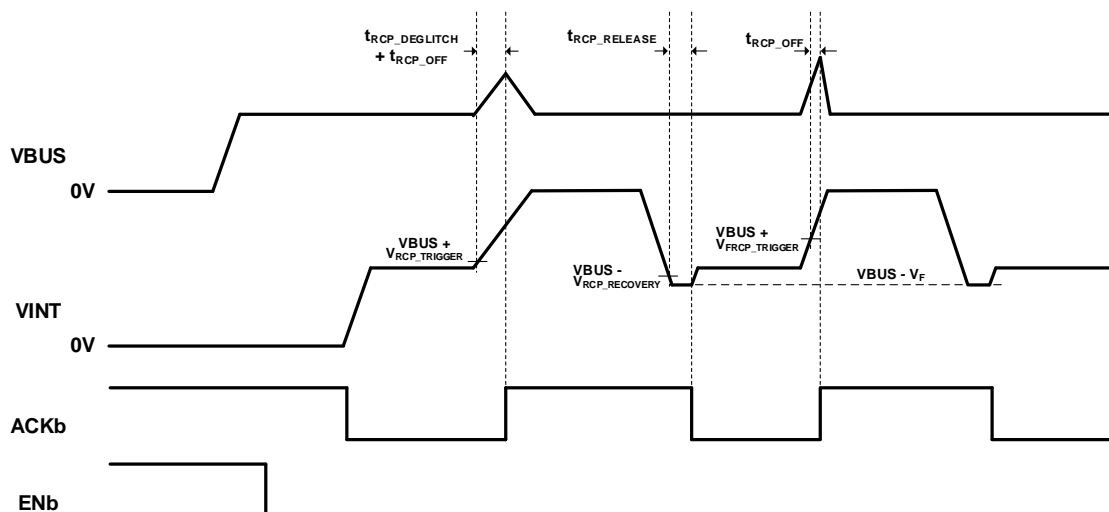 tRCP_DEGLITCH
+ tRCP_OFF
tRCP_RELEASE
tRCP_OFF
VBUS
0V
VBUS +
VRCP_TRIGGER
VBUS +
VFRCP_TRIGGER
VBUS -
VRCP_RECOVERY
VBUS - VF
VINT
0V
ACKb
ENb